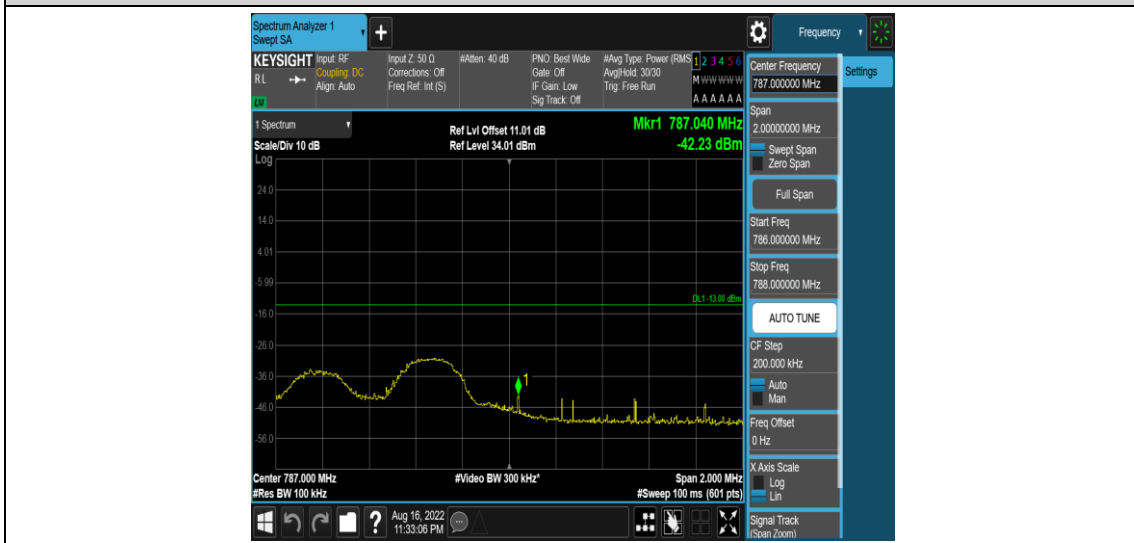 Spectrum Analyzer 1
Swept SA
+
Frequency
KEYSIGHT
RL
LM
Input: RF
Coupling: DC
Align: Auto
Input Z: 50 Ω
Corrections: Off
Freq Ref: Int (S)
#Atten: 40 dB
PNO: Best Wide
Gate: Off
IF Gain: Low
Sig Track: Off
#Avg Type: Power (RMS
Avg|Hold: 30/30
Trig: Free Run
1 2 3 4 5 6
M W W W W W
A A A A A A
Center Frequency
787.000000 MHz
Settings
Span
2.00000000 MHz
Swept Span
Zero Span
Full Span
Start Freq
786.000000 MHz
Stop Freq
788.000000 MHz
AUTO TUNE
CF Step
200.000 kHz
Auto
Man
Freq Offset
0 Hz
X Axis Scale
Log
Lin
Signal Track
(Span Zoom)
1 Spectrum
Scale/Div 10 dB
Ref Lvl Offset 11.01 dB
Ref Level 34.01 dBm
Mkr1 787.040 MHz
-42.23 dBm
Log
24.0
14.0
4.01
-5.99
DL1 -13.00 dBm
-16.0
-26.0
-36.0
1
-46.0
-56.0
Center 787.000 MHz
#Video BW 300 kHz*
Span 2.000 MHz
#Res BW 100 kHz
#Sweep 100 ms (601 pts)
?
Aug 16, 2022
11:33:06 PM